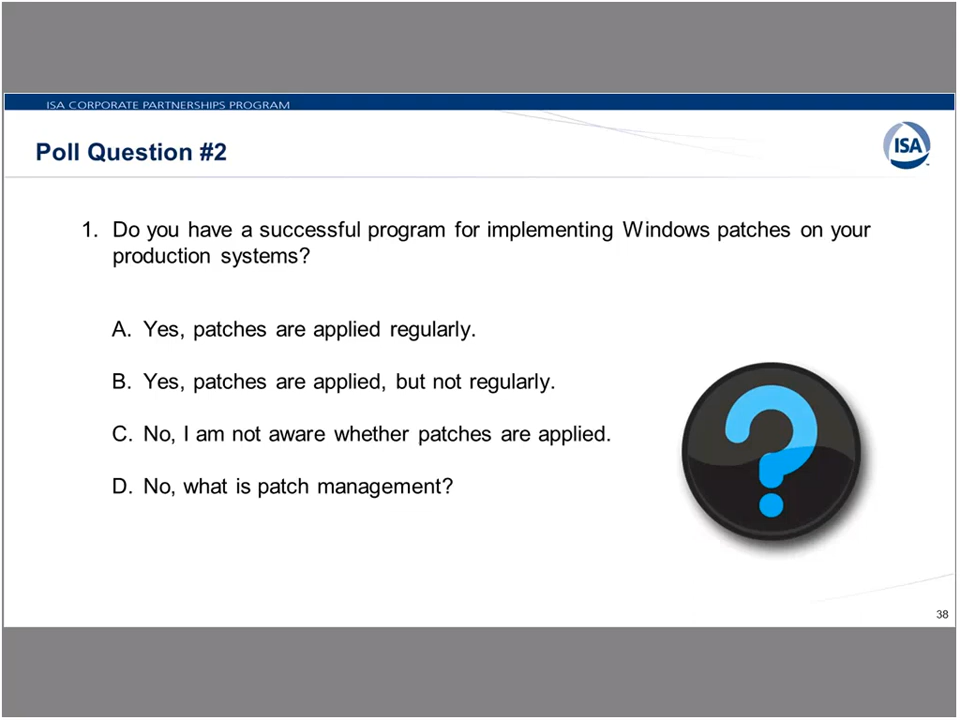 ISA CORPORATE PARTNERSHIPS PROGRAM
Poll Question #2
ISA
1. Do you have a successful program for implementing Windows patches on your
production systems?
A. Yes, patches are applied regularly.
B. Yes, patches are applied, but not regularly.
C. No, I am not aware whether patches are applied.
D. No, what is patch management?
?
38